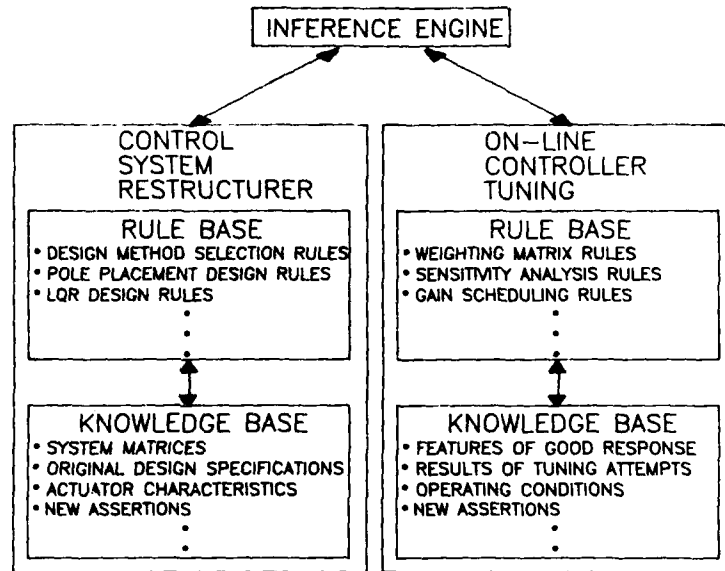 INFERENCE ENGINE
CONTROL
SYSTEM
RESTRUCTURER
RULE BASE
• DESIGN METHOD SELECTION RULES
• POLE PLACEMENT DESIGN RULES
• LQR DESIGN RULES
KNOWLEDGE BASE
• SYSTEM MATRICES
• ORIGINAL DESIGN SPECIFICATIONS
• ACTUATOR CHARACTERISTICS
• NEW ASSERTIONS
ON-LINE
CONTROLLER
TUNING
RULE BASE
• WEIGHTING MATRIX RULES
• SENSITIVITY ANALYSIS RULES
• GAIN SCHEDULING RULES
KNOWLEDGE BASE
• FEATURES OF GOOD RESPONSE
• RESULTS OF TUNING ATTEMPTS
• OPERATING CONDITIONS
• NEW ASSERTIONS